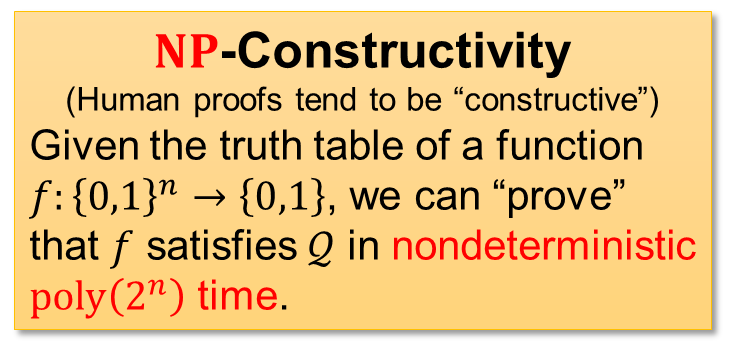 NP-Constructivity
(Human proofs tend to be “constructive”)
Given the truth table of a function
𝑓: {0,1}ⁿ → {0,1}, we can “prove”
that 𝑓 satisfies 𝒬 in nondeterministic
poly(2ⁿ) time.